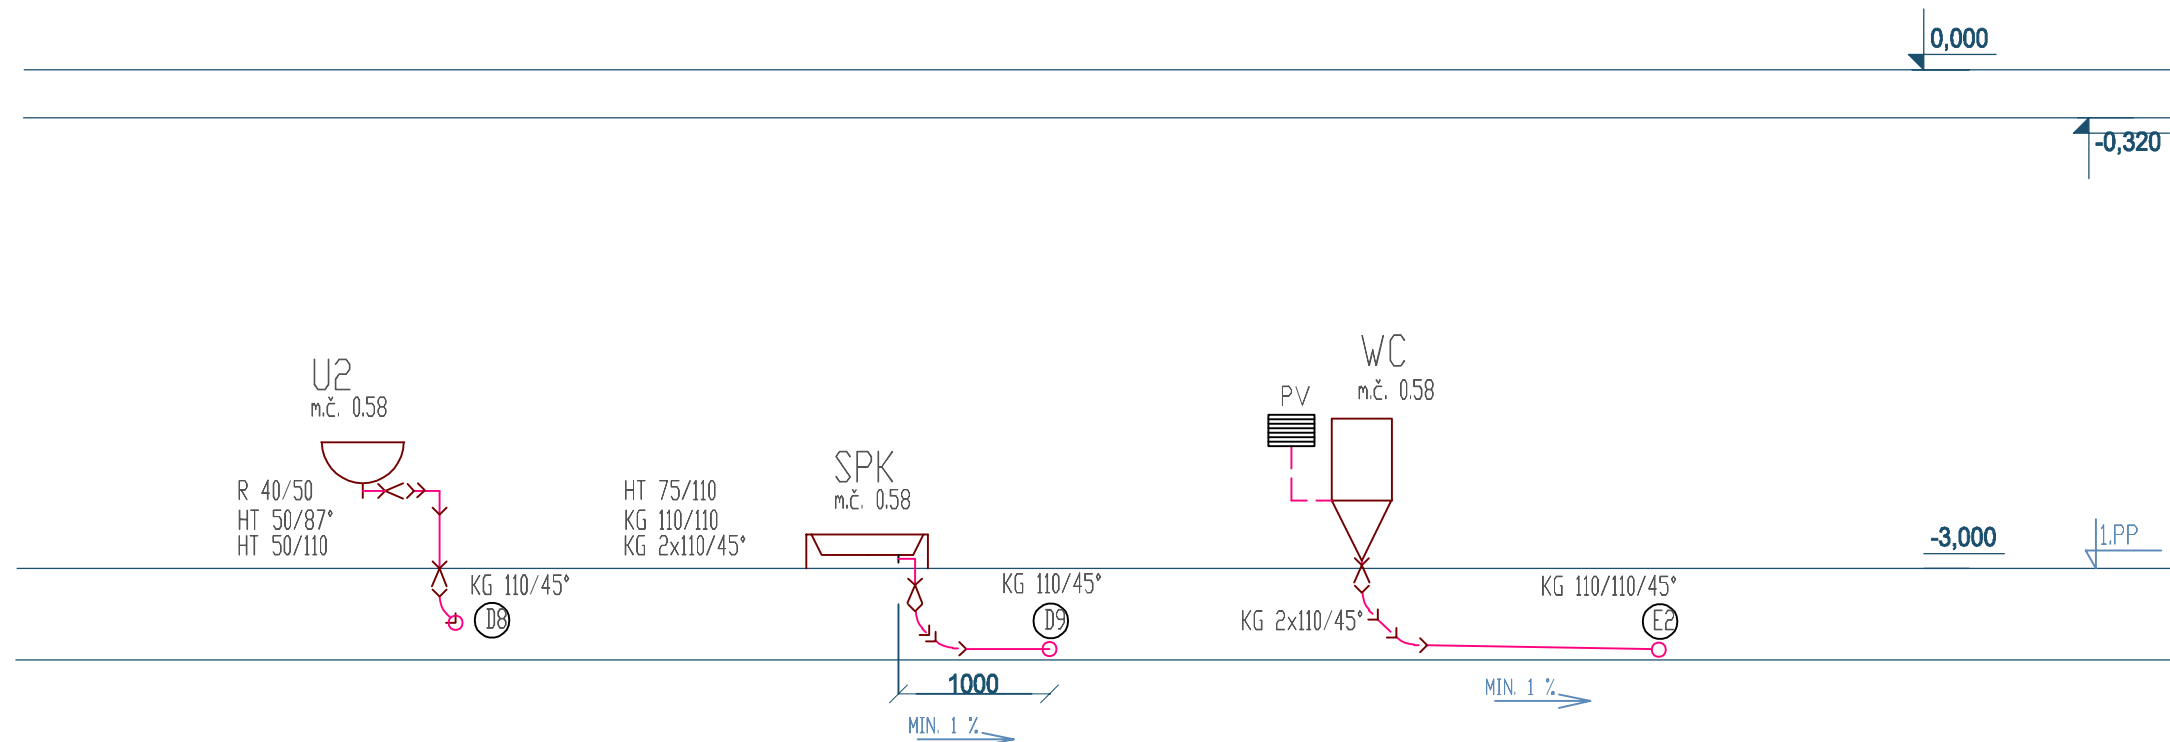 0,000
-0,320
U2
m.č. 0.58
R 40/50
HT 50/87°
HT 50/110
KG 110/45°
D8
HT 75/110
KG 110/110
KG 2x110/45°
SPK
m.č. 0.58
KG 110/45°
D9
1000
MIN. 1 %
PV
WC
m.č. 0.58
KG 2x110/45°
KG 110/110/45°
E2
MIN. 1 %
-3,000
1.PP